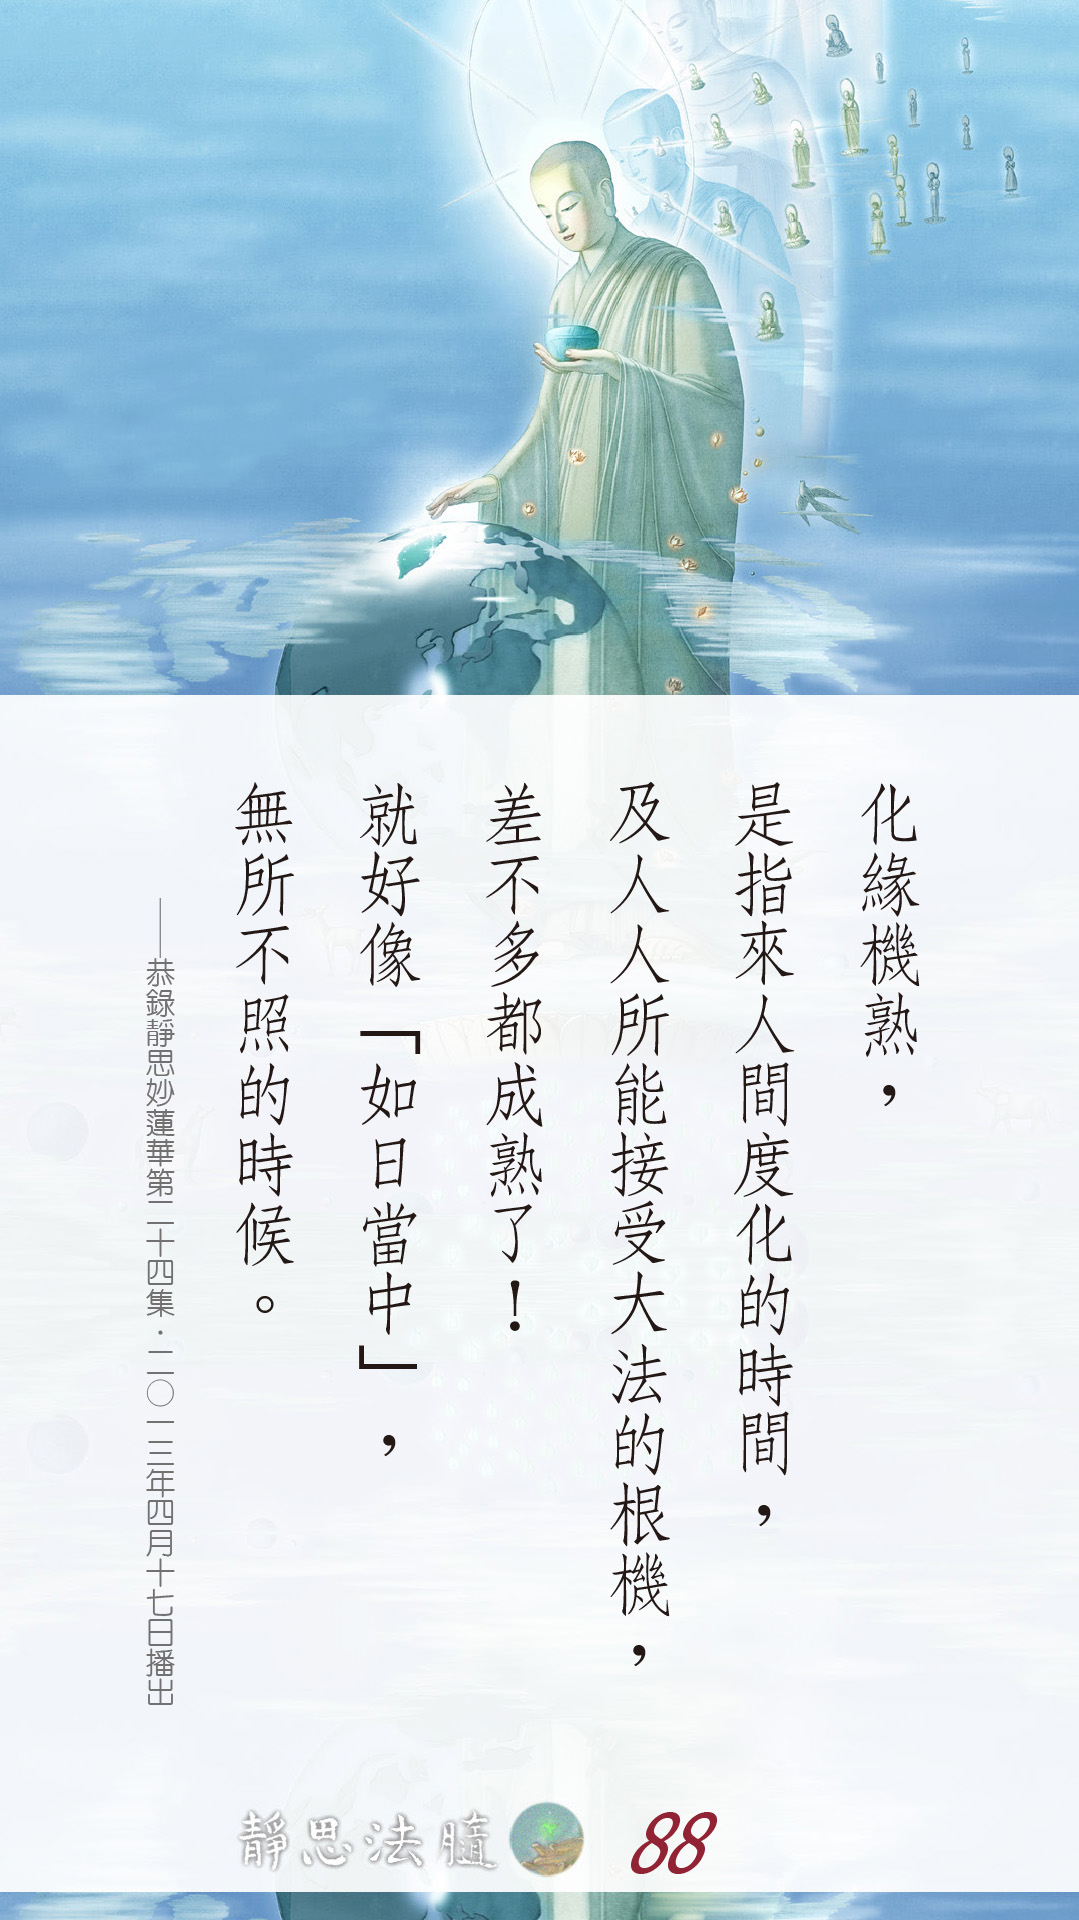 化緣機熟，
是指來人間度化的時間，
及人人所能接受大法的根機，
差不多都成熟了！
就好像「如日當中」，
無所不照的時候。
——恭錄靜思妙蓮華第二十四集·二〇一三年四月十七日播出
靜思法髓
88